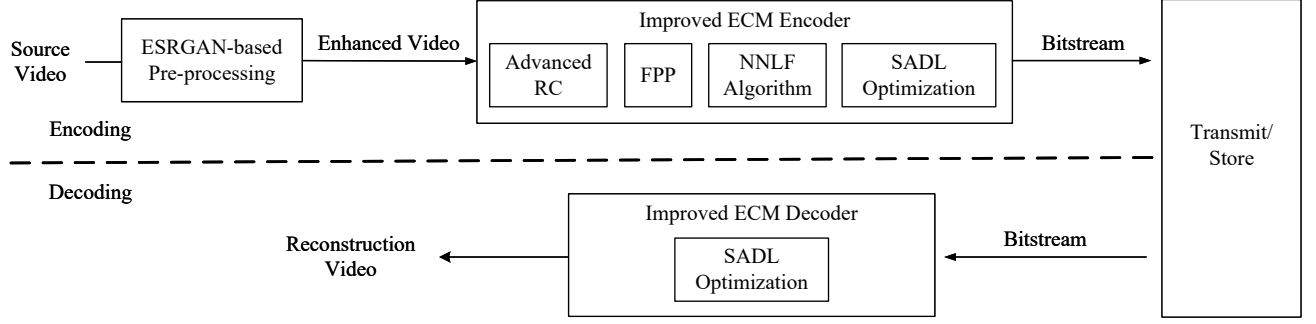 Source
Video
ESRGAN-based
Pre-processing
Enhanced Video
Improved ECM Encoder
Advanced
RC
FPP
NNLF
Algorithm
SADL
Optimization
Bitstream
Transmit/
Store
Encoding
Decoding
Reconstruction
Video
Improved ECM Decoder
SADL
Optimization
Bitstream